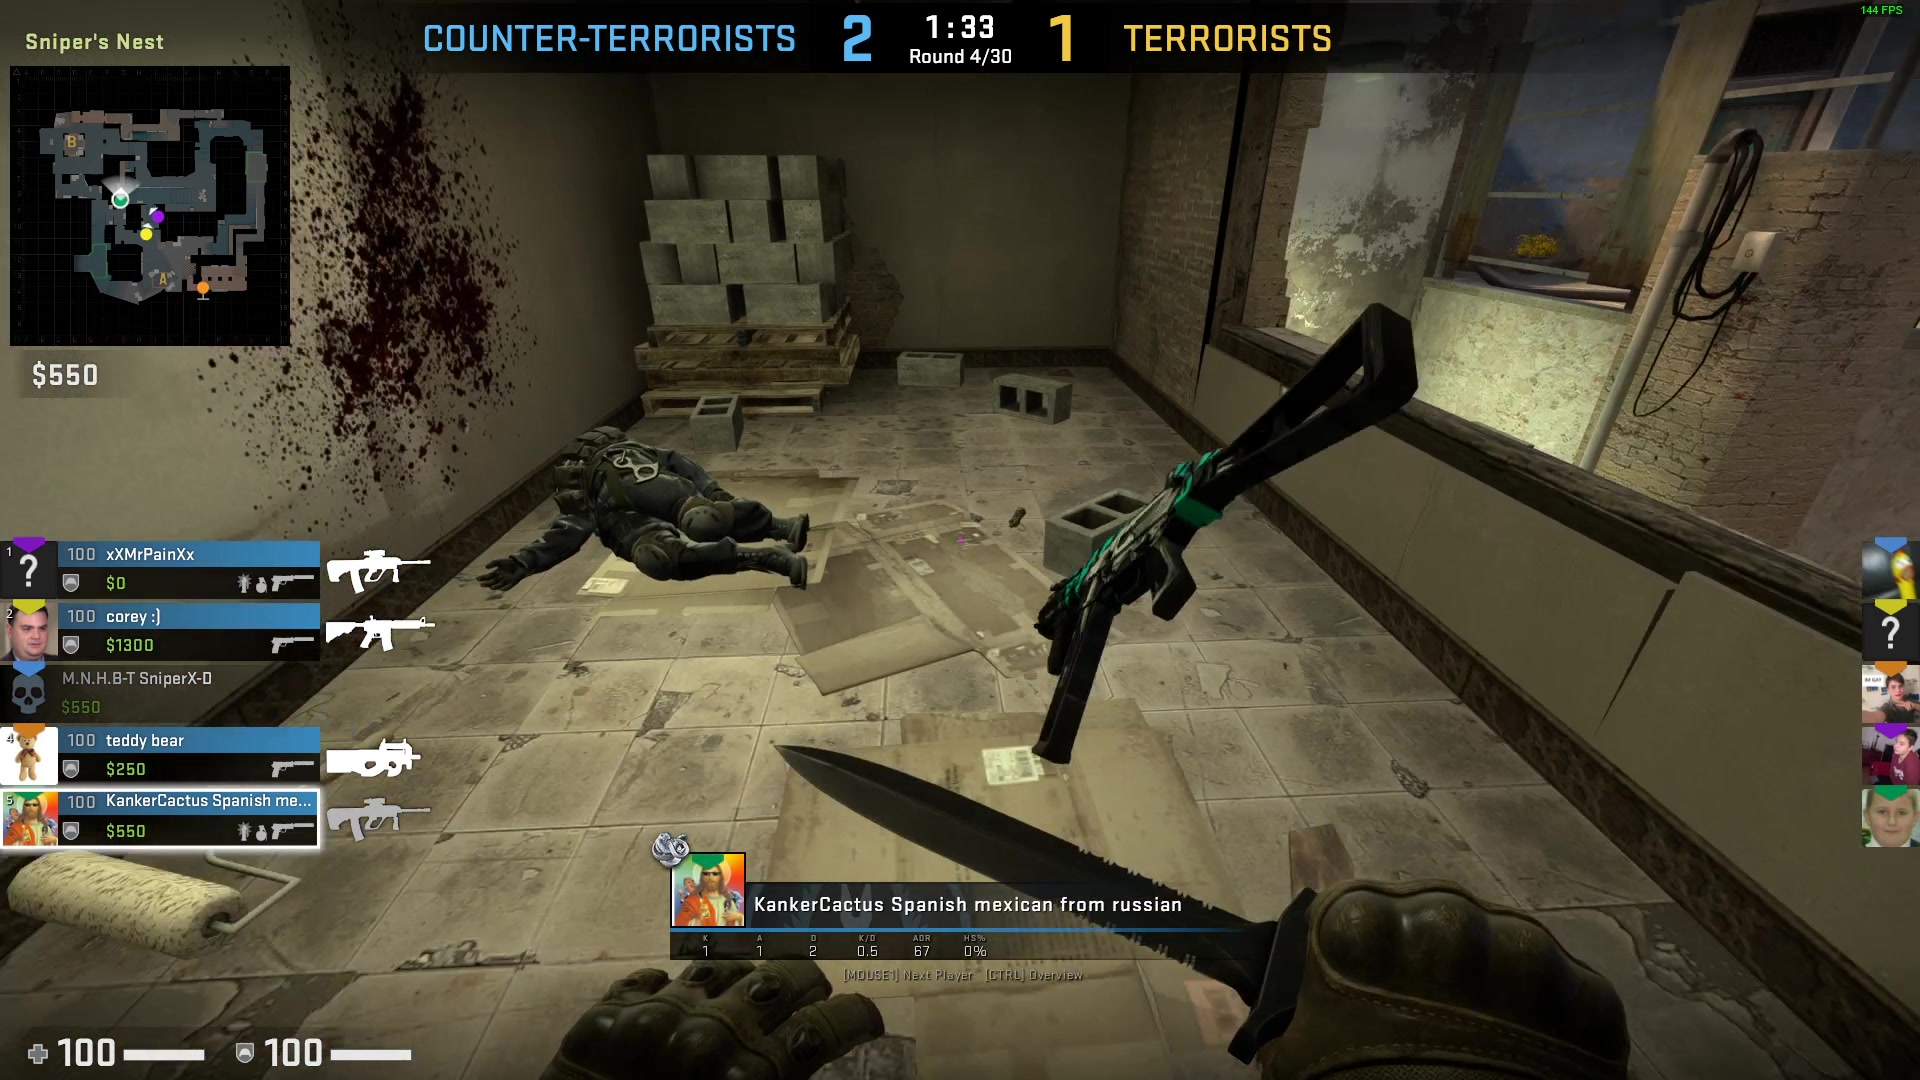 144 FPS
Sniper's Nest
COUNTER-TERRORISTS 2 1:33 1 TERRORISTS
Round 4/30
B
A
$550
1 ? 100 xXMrPainXx
$0
2 100 corey :)
$1300
M.N.H.B-T SniperX-D
$550
4 100 teddy bear
$250
5 100 KankerCactus Spanish me...
$550
?
KankerCactus Spanish mexican from russian
K A D K/D ADR HS%
1 1 2 0.5 67 0%
[MOUSE1] Next Player [CTRL] Overview
100 100